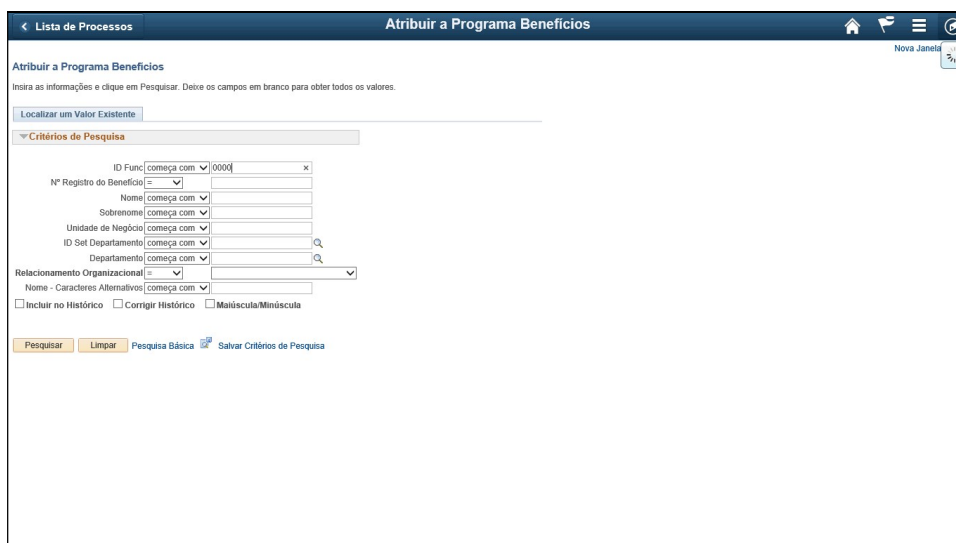 Lista de Processos Atribuir a Programa Benefícios
Nova Janela
Atribuir a Programa Benefícios
Insira as informações e clique em Pesquisar. Deixe os campos em branco para obter todos os valores.
Localizar um Valor Existente
Critérios de Pesquisa
ID Func começa com 0000 x
Nº Registro do Benefício =
Nome começa com
Sobrenome começa com
Unidade de Negócio começa com
ID Set Departamento começa com
Departamento começa com
Relacionamento Organizacional =
Nome - Caracteres Alternativos começa com
Incluir no Histórico Corrigir Histórico Maiúscula/Minúscula
Pesquisar Limpar Pesquisa Básica Salvar Critérios de Pesquisa